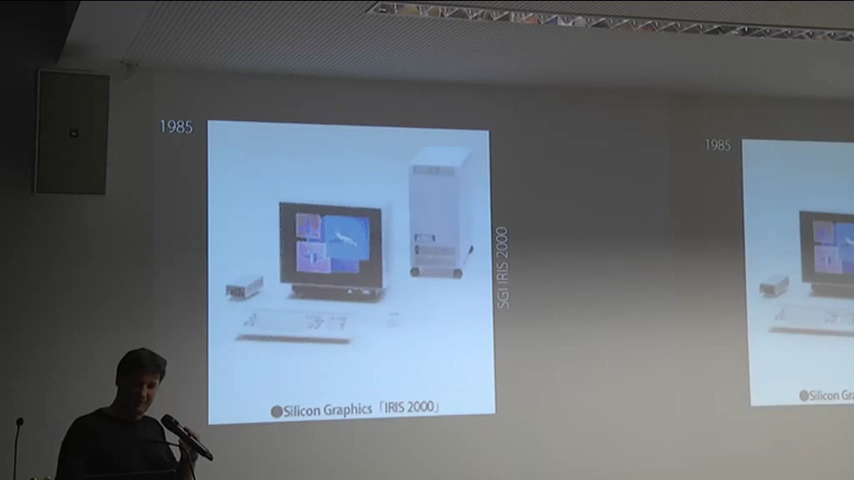 1985
SGI IRIS 2000
●Silicon Graphics「IRIS 2000」
1985
●Silicon Gra